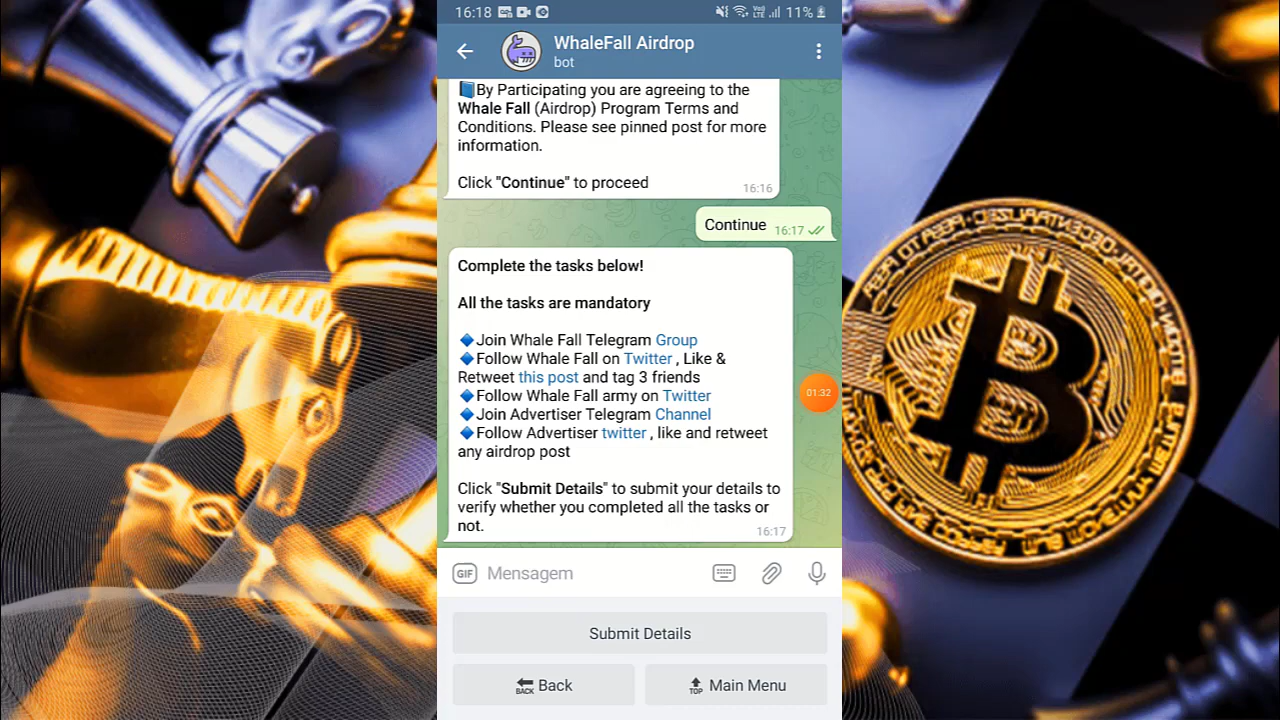 16:18
11%
WhaleFall Airdrop
bot
📘By Participating you are agreeing to the
Whale Fall (Airdrop) Program Terms and
Conditions. Please see pinned post for more
information.
Click "Continue" to proceed
16:16
Continue
16:17
Complete the tasks below!
All the tasks are mandatory
🔷Join Whale Fall Telegram Group
🔷Follow Whale Fall on Twitter , Like &
Retweet this post and tag 3 friends
🔷Follow Whale Fall army on Twitter
🔷Join Advertiser Telegram Channel
🔷Follow Advertiser twitter , like and retweet
any airdrop post
Click "Submit Details" to submit your details to
verify whether you completed all the tasks or
not.
16:17
01:32
GIF
Mensagem
Submit Details
BACK Back
TOP Main Menu